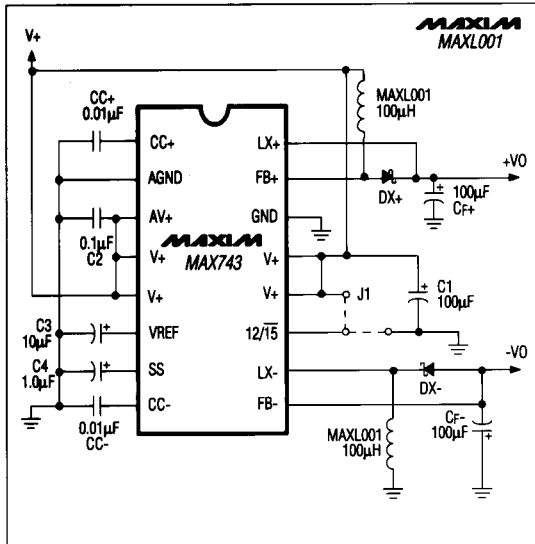 MAXIM
MAXL001
V+
CC+
0.01µF
MAXL001
100µH
CC+
LX+
AGND
FB+
+VO
DX+
100µF
CF+
AV+
GND
0.1µF
C2
MAXIM
MAX743
V+
V+
V+
V+
J1
C1
100µF
C3
10µF
VREF
12/15
C4
1.0µF
SS
LX-
DX-
-VO
CC-
FB-
0.01µF
CC-
MAXL001
100µH
CF-
100µF